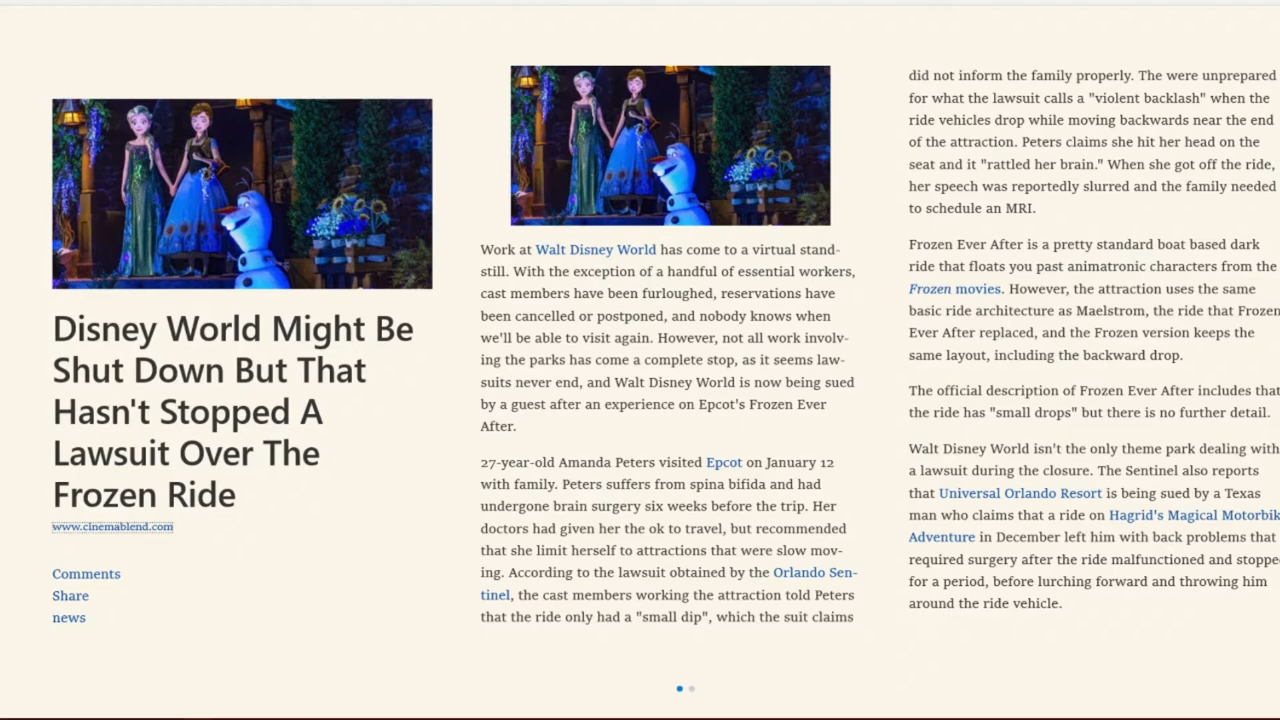 Disney World Might Be
Shut Down But That
Hasn't Stopped A
Lawsuit Over The
Frozen Ride
www.cinemablend.com
Comments
Share
news
Work at Walt Disney World has come to a virtual stand-
still. With the exception of a handful of essential workers,
cast members have been furloughed, reservations have
been cancelled or postponed, and nobody knows when
we'll be able to visit again. However, not all work involv-
ing the parks has come a complete stop, as it seems law-
suits never end, and Walt Disney World is now being sued
by a guest after an experience on Epcot's Frozen Ever
After.
27-year-old Amanda Peters visited Epcot on January 12
with family. Peters suffers from spina bifida and had
undergone brain surgery six weeks before the trip. Her
doctors had given her the ok to travel, but recommended
that she limit herself to attractions that were slow mov-
ing. According to the lawsuit obtained by the Orlando Sen-
tinel, the cast members working the attraction told Peters
that the ride only had a "small dip", which the suit claims
did not inform the family properly. The were unprepared
for what the lawsuit calls a "violent backlash" when the
ride vehicles drop while moving backwards near the end
of the attraction. Peters claims she hit her head on the
seat and it "rattled her brain." When she got off the ride,
her speech was reportedly slurred and the family needed
to schedule an MRI.
Frozen Ever After is a pretty standard boat based dark
ride that floats you past animatronic characters from the
Frozen movies. However, the attraction uses the same
basic ride architecture as Maelstrom, the ride that Frozen
Ever After replaced, and the Frozen version keeps the
same layout, including the backward drop.
The official description of Frozen Ever After includes that
the ride has "small drops" but there is no further detail.
Walt Disney World isn't the only theme park dealing with
a lawsuit during the closure. The Sentinel also reports
that Universal Orlando Resort is being sued by a Texas
man who claims that a ride on Hagrid's Magical Motorbik
Adventure in December left him with back problems that
required surgery after the ride malfunctioned and stoppe
for a period, before lurching forward and throwing him
around the ride vehicle.